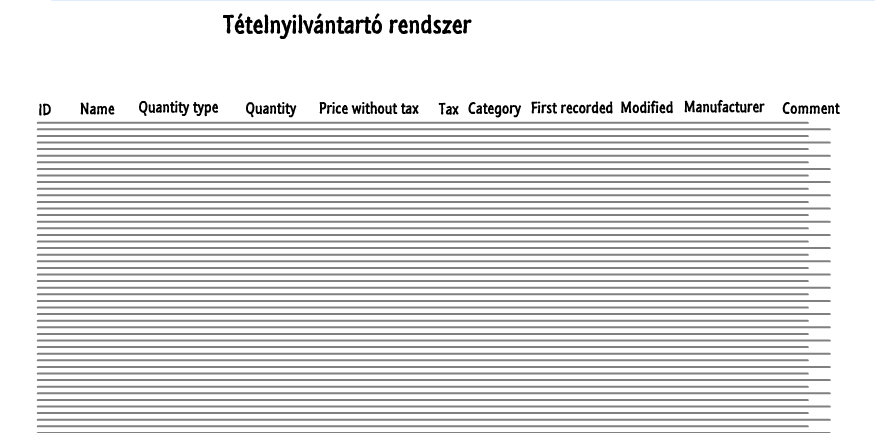 Tételnyilvántartó rendszer
ID Name Quantity type Quantity Price without tax Tax Category First recorded Modified Manufacturer Comment